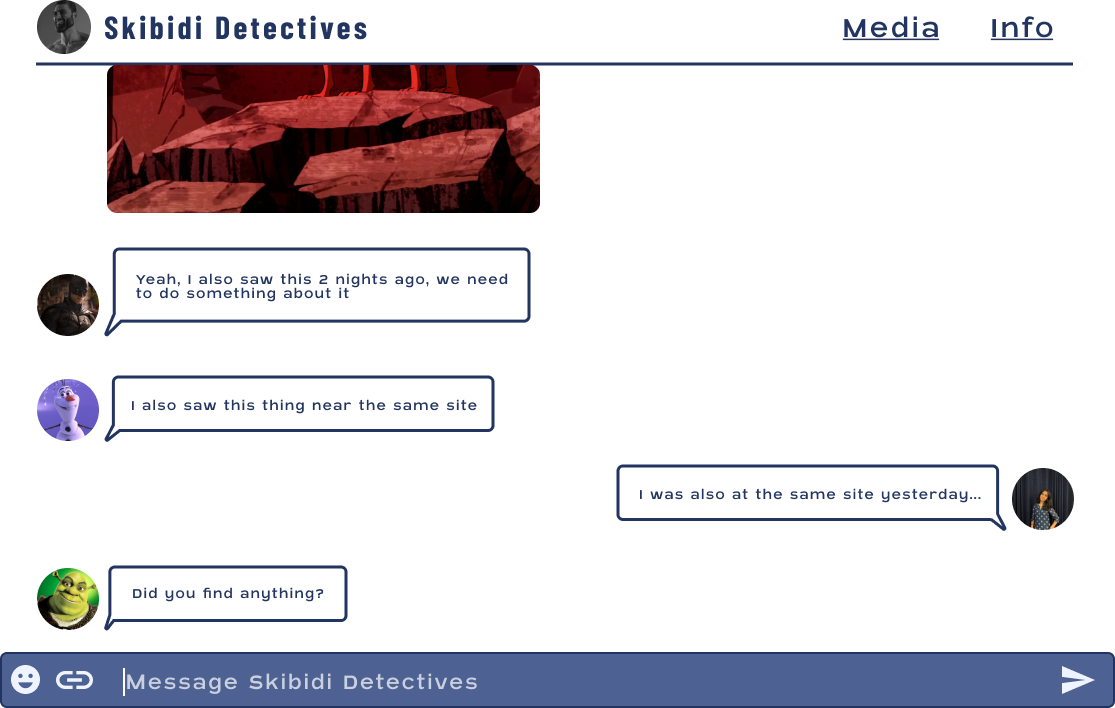 Skibidi Detectives
Media Info
Yeah, I also saw this 2 nights ago, we need
to do something about it
I also saw this thing near the same site
I was also at the same site yesterday...
Did you find anything?
Message Skibidi Detectives